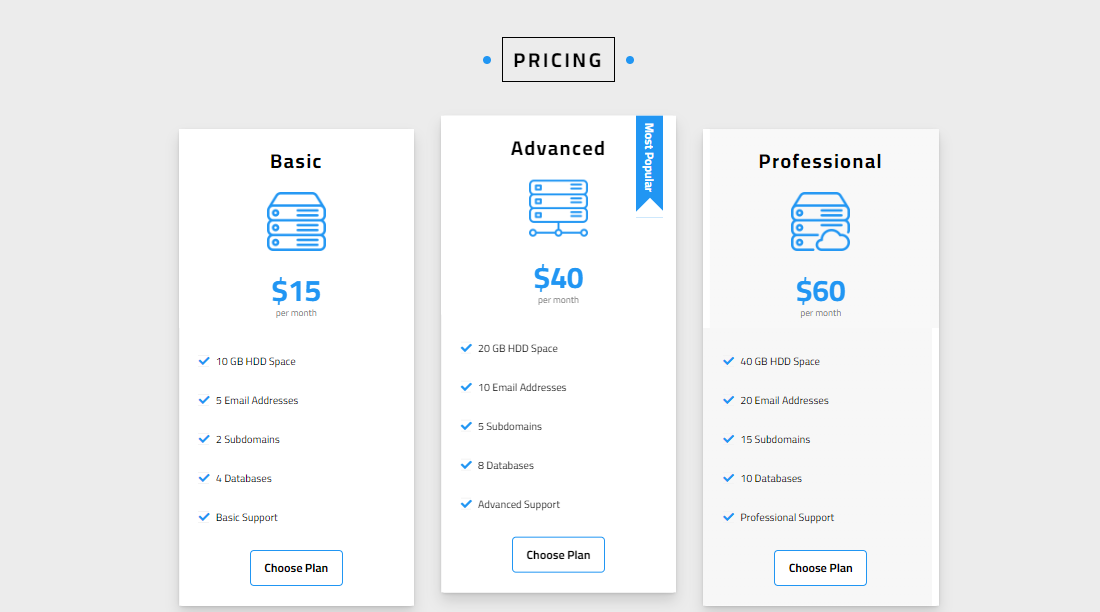 PRICING
Basic
$15
per month
10 GB HDD Space
5 Email Addresses
2 Subdomains
4 Databases
Basic Support
Choose Plan
Advanced
Most Popular
$40
per month
20 GB HDD Space
10 Email Addresses
5 Subdomains
8 Databases
Advanced Support
Choose Plan
Professional
$60
per month
40 GB HDD Space
20 Email Addresses
15 Subdomains
10 Databases
Professional Support
Choose Plan